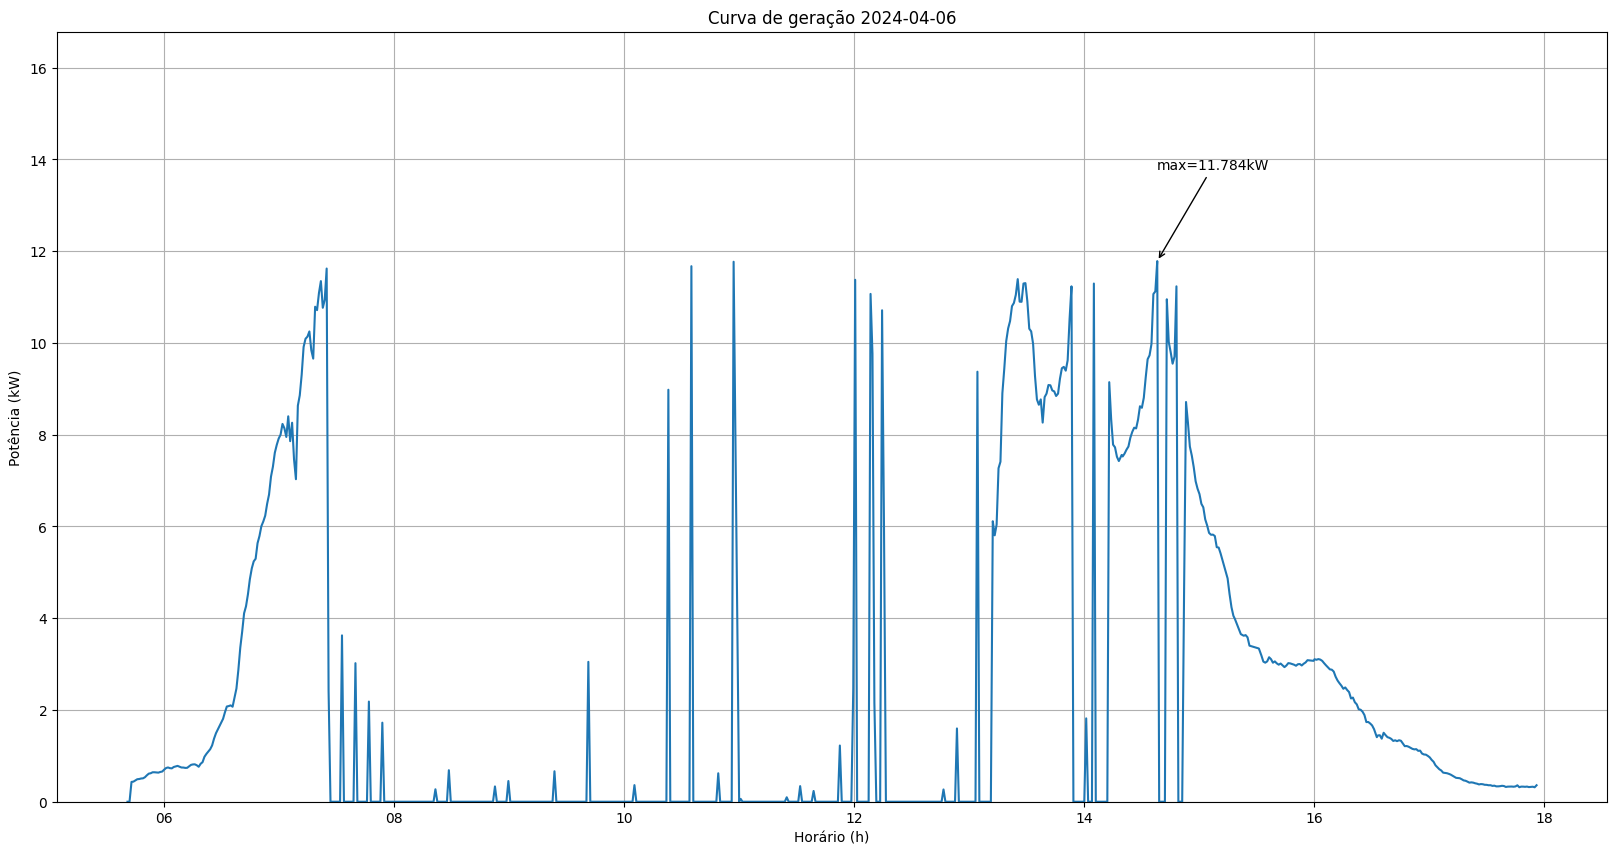 Curva de geração 2024-04-06
16
14
max=11.784kW
12
10
8
6
4
2
0
Potência (kW)
06 08 10 12 14 16 18
Horário (h)